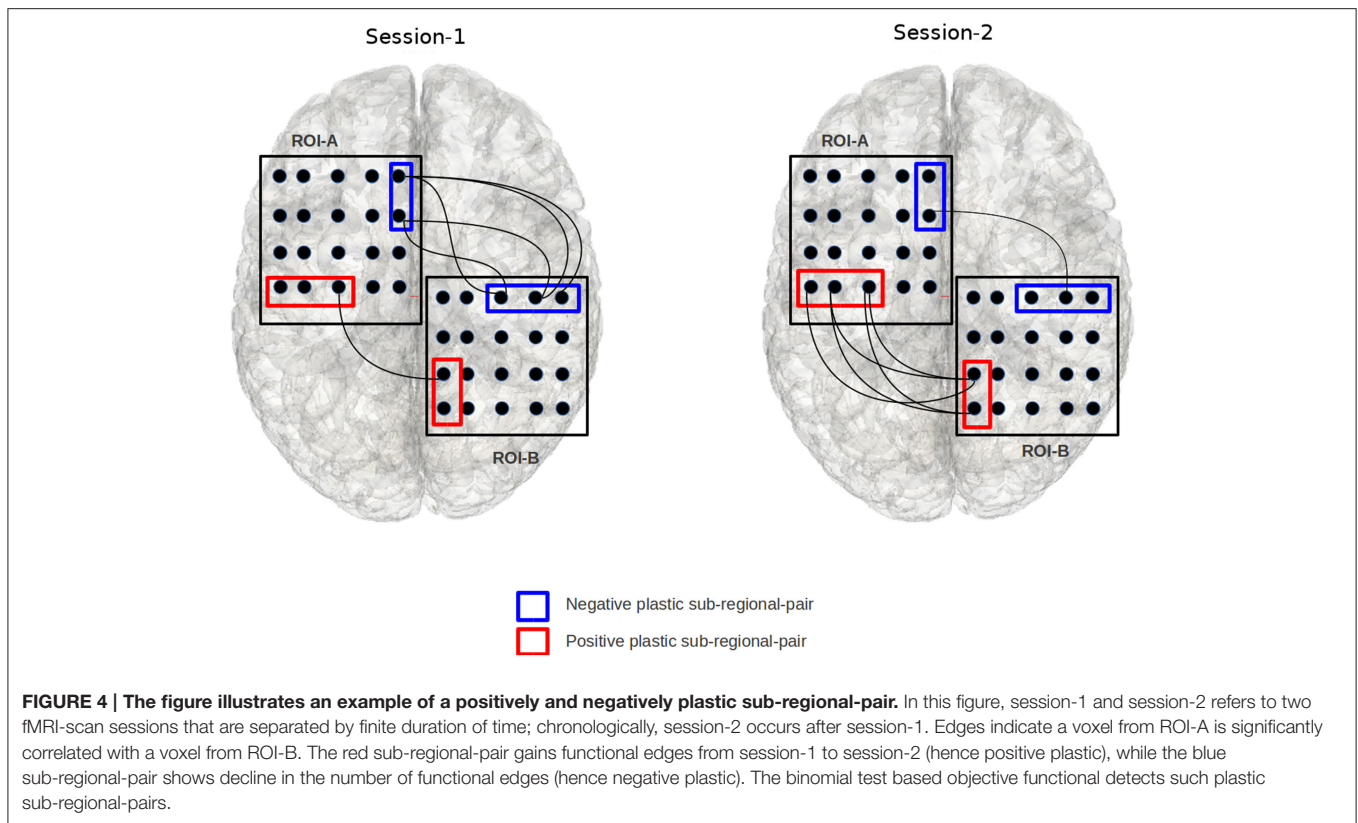 Session-1
Session-2
ROI-A
ROI-A
ROI-B
ROI-B
Negative plastic sub-regional-pair
Positive plastic sub-regional-pair
FIGURE 4 | The figure illustrates an example of a positively and negatively plastic sub-regional-pair. In this figure, session-1 and session-2 refers to two
fMRI-scan sessions that are separated by finite duration of time; chronologically, session-2 occurs after session-1. Edges indicate a voxel from ROI-A is significantly
correlated with a voxel from ROI-B. The red sub-regional-pair gains functional edges from session-1 to session-2 (hence positive plastic), while the blue
sub-regional-pair shows decline in the number of functional edges (hence negative plastic). The binomial test based objective functional detects such plastic
sub-regional-pairs.